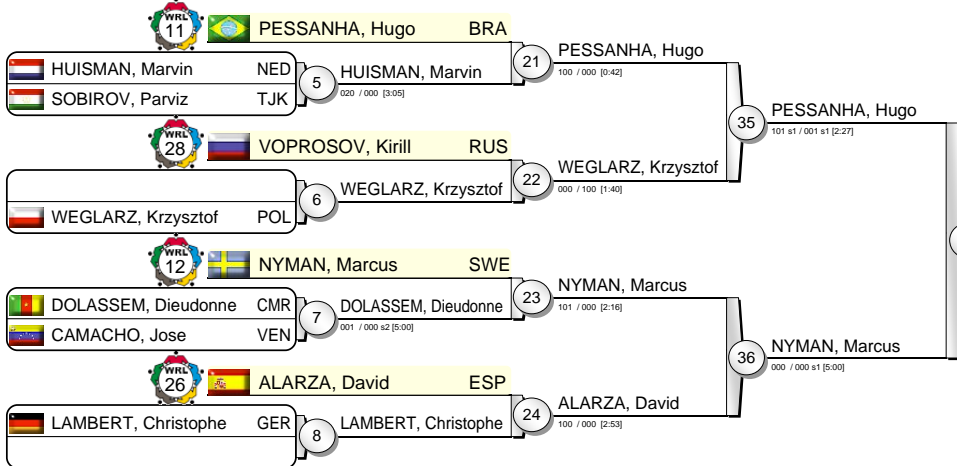 WRL
11
PESSANHA, Hugo BRA
HUISMAN, Marvin NED
SOBIROV, Parviz TJK
5
HUISMAN, Marvin
020 / 000 [3:05]
21
PESSANHA, Hugo
100 / 000 [0:42]
WRL
28
VOPROSOV, Kirill RUS
WEGLARZ, Krzysztof POL
6
WEGLARZ, Krzysztof
22
WEGLARZ, Krzysztof
000 / 100 [1:40]
35
PESSANHA, Hugo
101 s1 / 001 s1 [2:27]
WRL
12
NYMAN, Marcus SWE
DOLASSEM, Dieudonne CMR
CAMACHO, Jose VEN
7
DOLASSEM, Dieudonne
001 / 000 s2 [5:00]
23
NYMAN, Marcus
101 / 000 [2:16]
WRL
26
ALARZA, David ESP
LAMBERT, Christophe GER
8
LAMBERT, Christophe
24
ALARZA, David
100 / 000 [2:53]
36
NYMAN, Marcus
000 / 000 s1 [5:00]